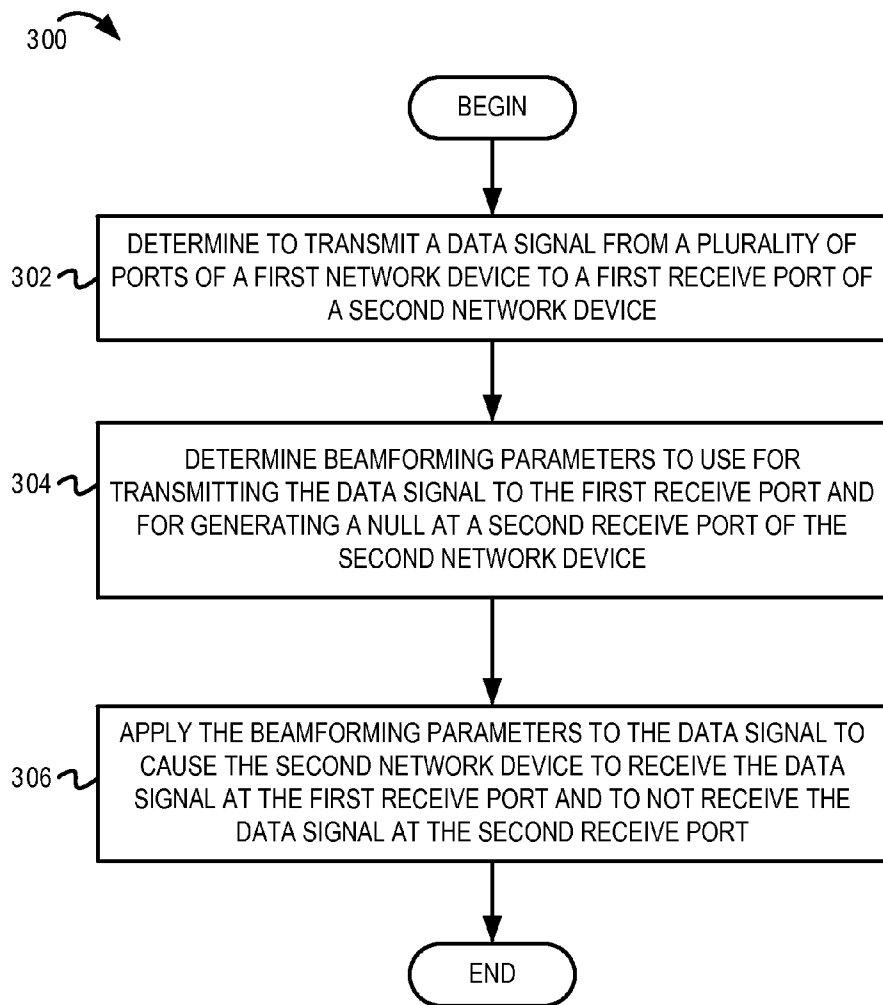 300
BEGIN
302
DETERMINE TO TRANSMIT A DATA SIGNAL FROM A PLURALITY OF
PORTS OF A FIRST NETWORK DEVICE TO A FIRST RECEIVE PORT OF
A SECOND NETWORK DEVICE
304
DETERMINE BEAMFORMING PARAMETERS TO USE FOR
TRANSMITTING THE DATA SIGNAL TO THE FIRST RECEIVE PORT AND
FOR GENERATING A NULL AT A SECOND RECEIVE PORT OF THE
SECOND NETWORK DEVICE
306
APPLY THE BEAMFORMING PARAMETERS TO THE DATA SIGNAL TO
CAUSE THE SECOND NETWORK DEVICE TO RECEIVE THE DATA
SIGNAL AT THE FIRST RECEIVE PORT AND TO NOT RECEIVE THE
DATA SIGNAL AT THE SECOND RECEIVE PORT
END